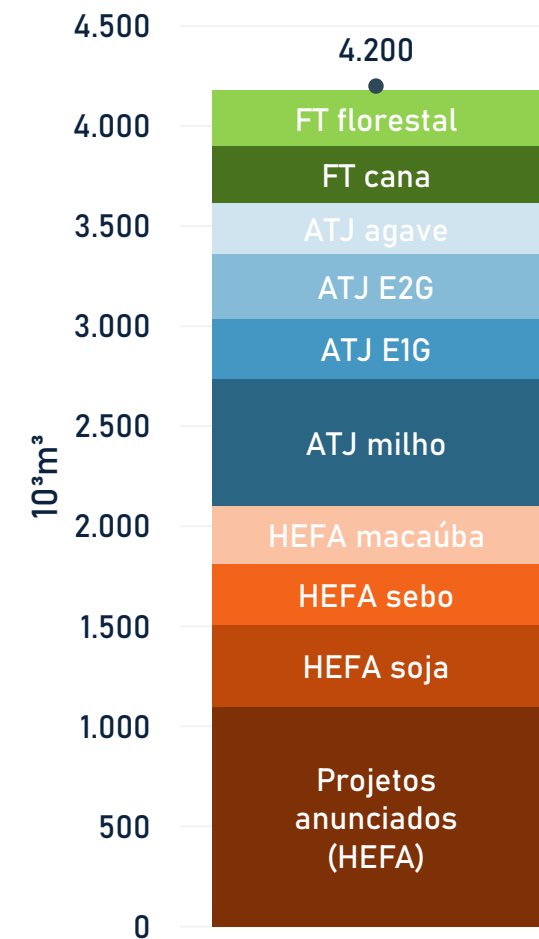 4.500
4.200
4.000
3.500
3.000
2.500
2.000
1.500
1.000
500
0
10³m³
FT florestal
FT cana
ATJ agave
ATJ E2G
ATJ E1G
ATJ milho
HEFA macaúba
HEFA sebo
HEFA soja
Projetos
anunciados
(HEFA)